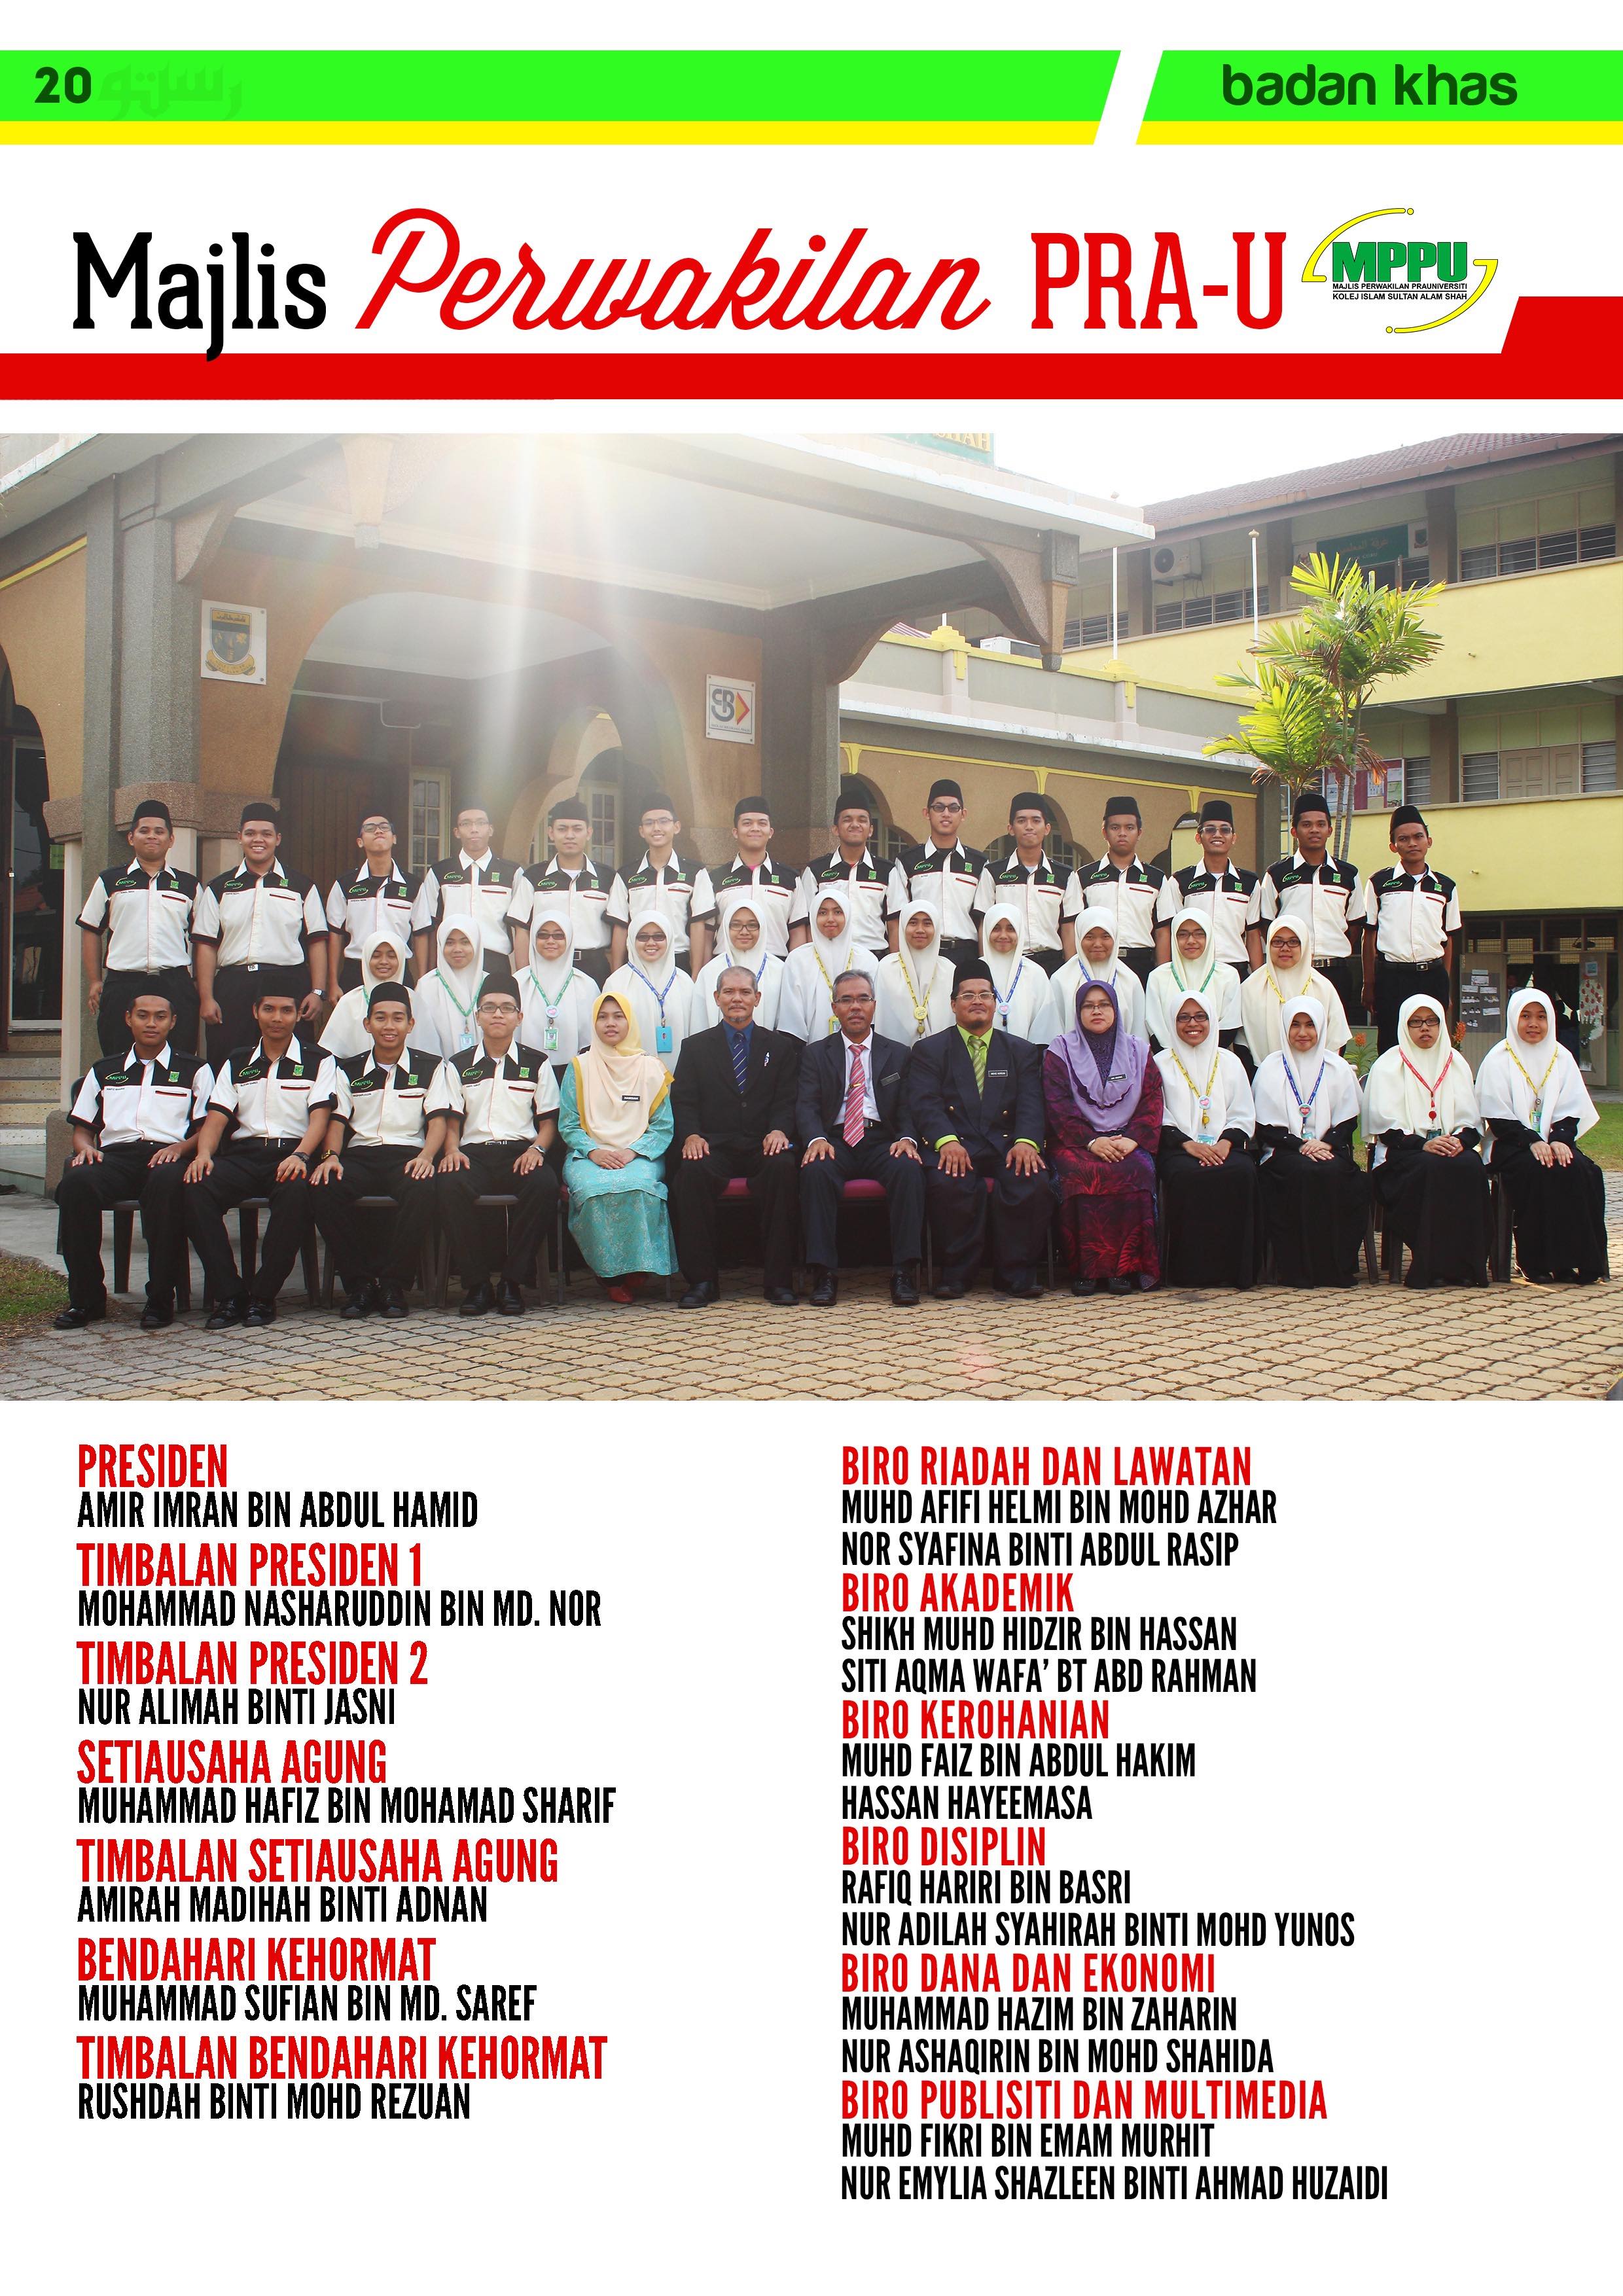 20 رستو
badan khas
Majlis Perwakilan PRA-U
MPPU
MAJLIS PERWAKILAN PRAUNIVERSITI
KOLEJ ISLAM SULTAN ALAM SHAH
PRESIDEN
AMIR IMRAN BIN ABDUL HAMID
TIMBALAN PRESIDEN 1
MOHAMMAD NASHARUDDIN BIN MD. NOR
TIMBALAN PRESIDEN 2
NUR ALIMAH BINTI JASNI
SETIAUSAHA AGUNG
MUHAMMAD HAFIZ BIN MOHAMAD SHARIF
TIMBALAN SETIAUSAHA AGUNG
AMIRAH MADIHAH BINTI ADNAN
BENDAHARI KEHORMAT
MUHAMMAD SUFIAN BIN MD. SAREF
TIMBALAN BENDAHARI KEHORMAT
RUSHDAH BINTI MOHD REZUAN
BIRO RIADAH DAN LAWATAN
MUHD AFIFI HELMI BIN MOHD AZHAR
NOR SYAFINA BINTI ABDUL RASIP
BIRO AKADEMIK
SHIKH MUHD HIDZIR BIN HASSAN
SITI AQMA WAFA' BT ABD RAHMAN
BIRO KEROHANIAN
MUHD FAIZ BIN ABDUL HAKIM
HASSAN HAYEEMASA
BIRO DISIPLIN
RAFIQ HARIRI BIN BASRI
NUR ADILAH SYAHIRAH BINTI MOHD YUNOS
BIRO DANA DAN EKONOMI
MUHAMMAD HAZIM BIN ZAHARIN
NUR ASHAQIRIN BIN MOHD SHAHIDA
BIRO PUBLISITI DAN MULTIMEDIA
MUHD FIKRI BIN EMAM MURHIT
NUR EMYLIA SHAZLEEN BINTI AHMAD HUZAIDI